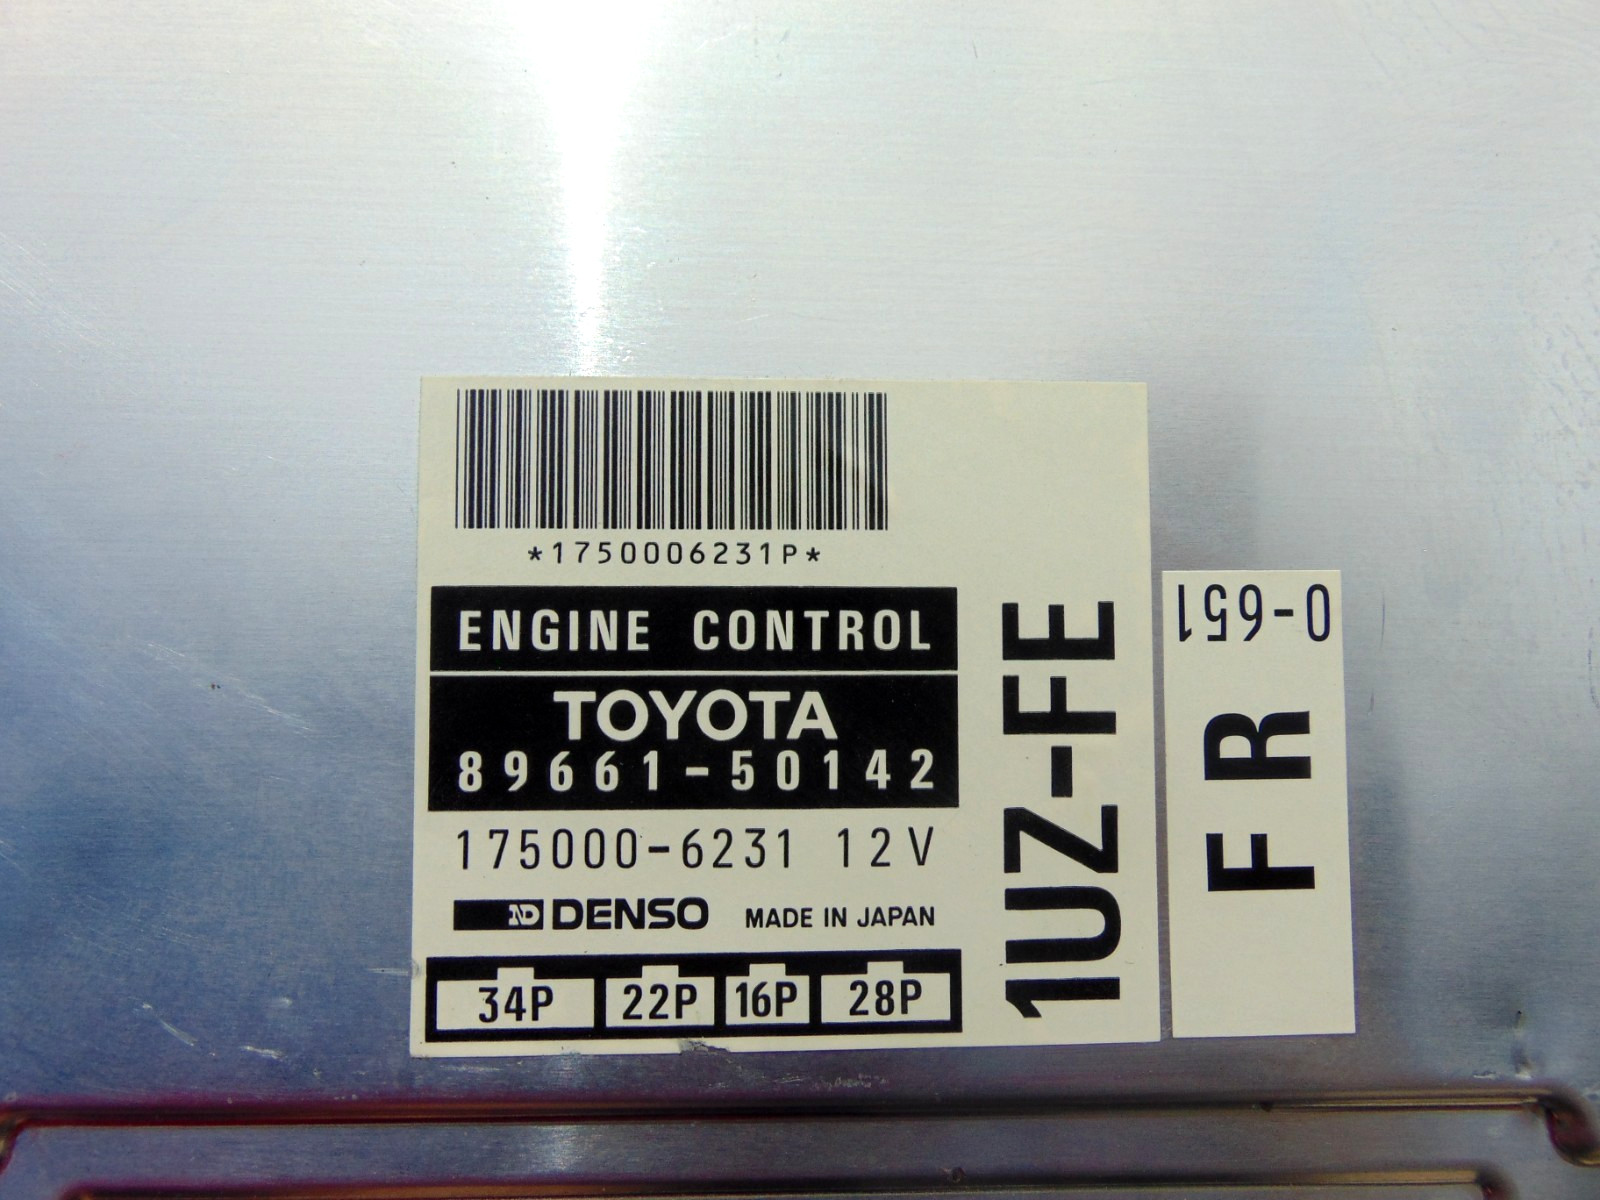 *1750006231P*
ENGINE CONTROL
TOYOTA
89661-50142
175000-6231 12V
ND DENSO MADE IN JAPAN
34P 22P 16P 28P
1UZ-FE
0-651
FR